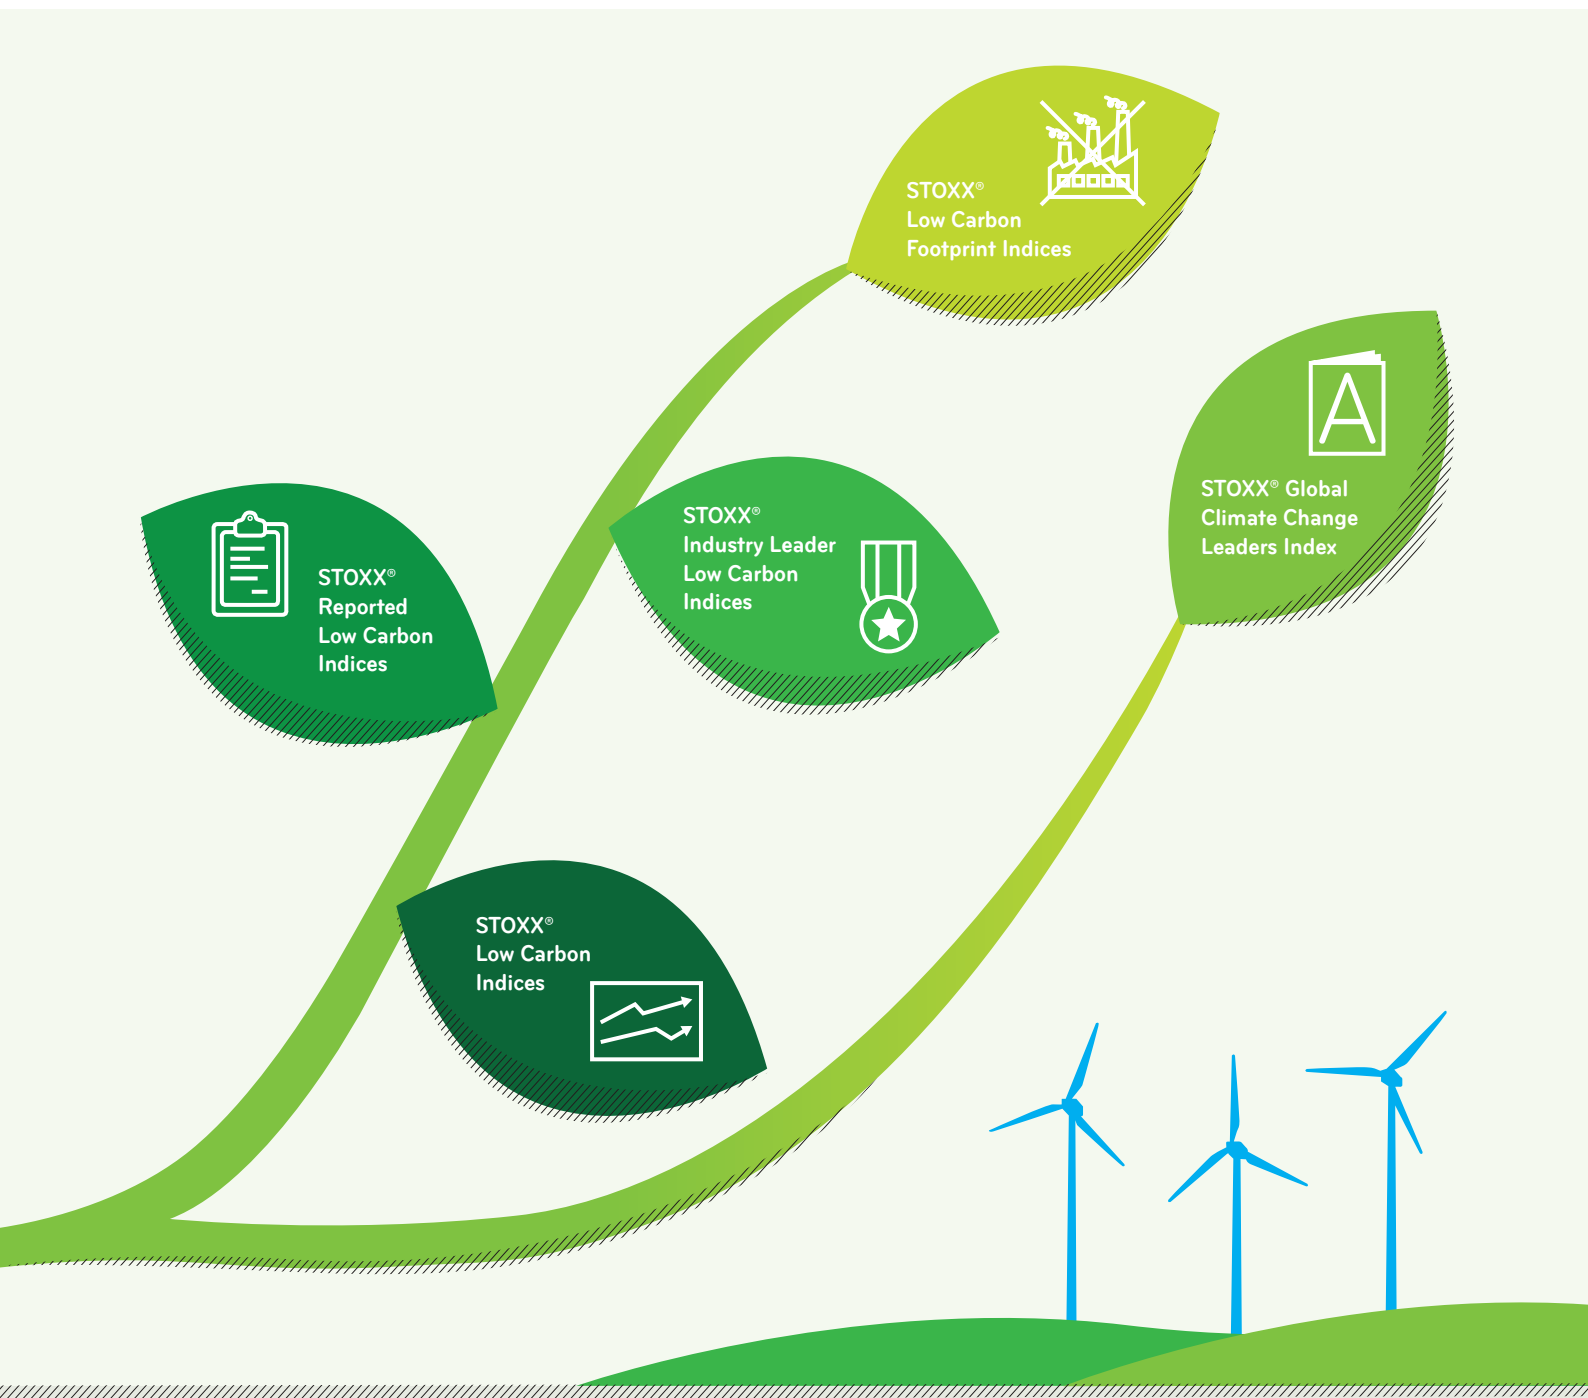 STOXX®
Low Carbon
Footprint Indices
A
STOXX® Global
Climate Change
Leaders Index
STOXX®
Industry Leader
Low Carbon
Indices
STOXX®
Reported
Low Carbon
Indices
STOXX®
Low Carbon
Indices